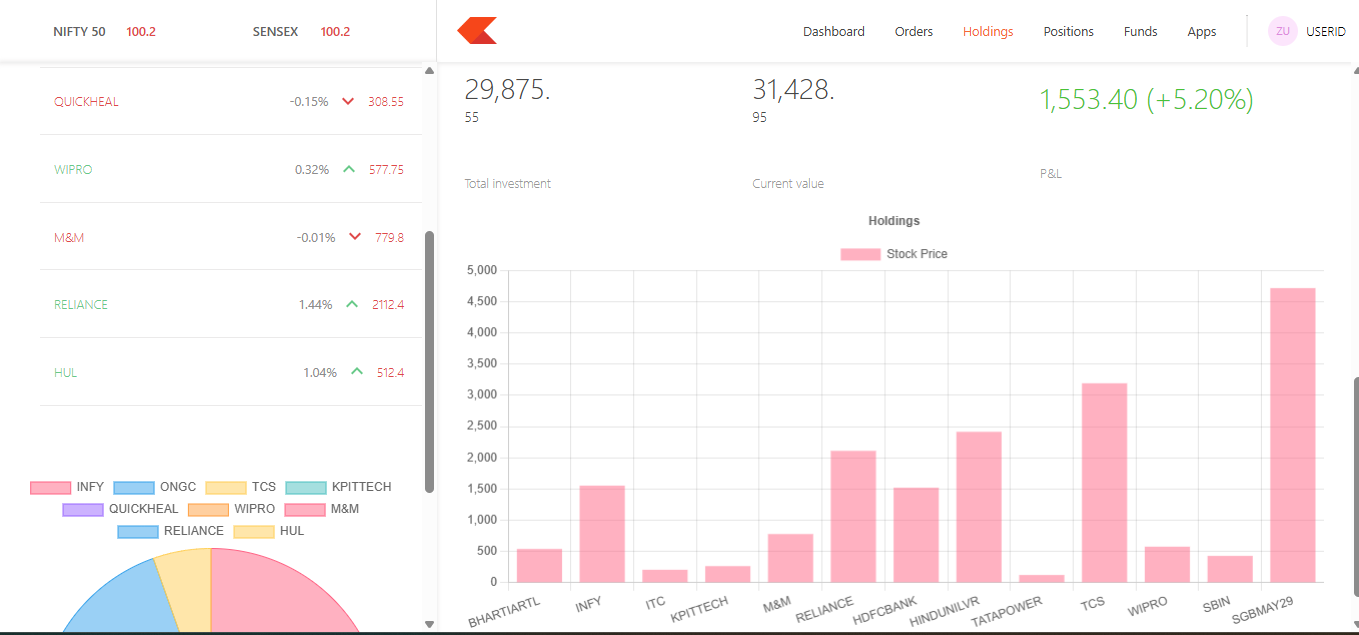 NIFTY 50 100.2 SENSEX 100.2
Dashboard Orders Holdings Positions Funds Apps ZU USERID
QUICKHEAL -0.15% 308.55
WIPRO 0.32% 577.75
M&M -0.01% 779.8
RELIANCE 1.44% 2112.4
HUL 1.04% 512.4
INFY ONGC TCS KPITTECH
QUICKHEAL WIPRO M&M
RELIANCE HUL
29,875.
55
Total investment
31,428.
95
Current value
1,553.40 (+5.20%)
P&L
Holdings
Stock Price
5,000
4,500
4,000
3,500
3,000
2,500
2,000
1,500
1,000
500
0
BHARTIARTL INFY ITC KPITTECH M&M RELIANCE HDFCBANK HINDUNILVR TATAPOWER TCS WIPRO SBIN SGBMAY29